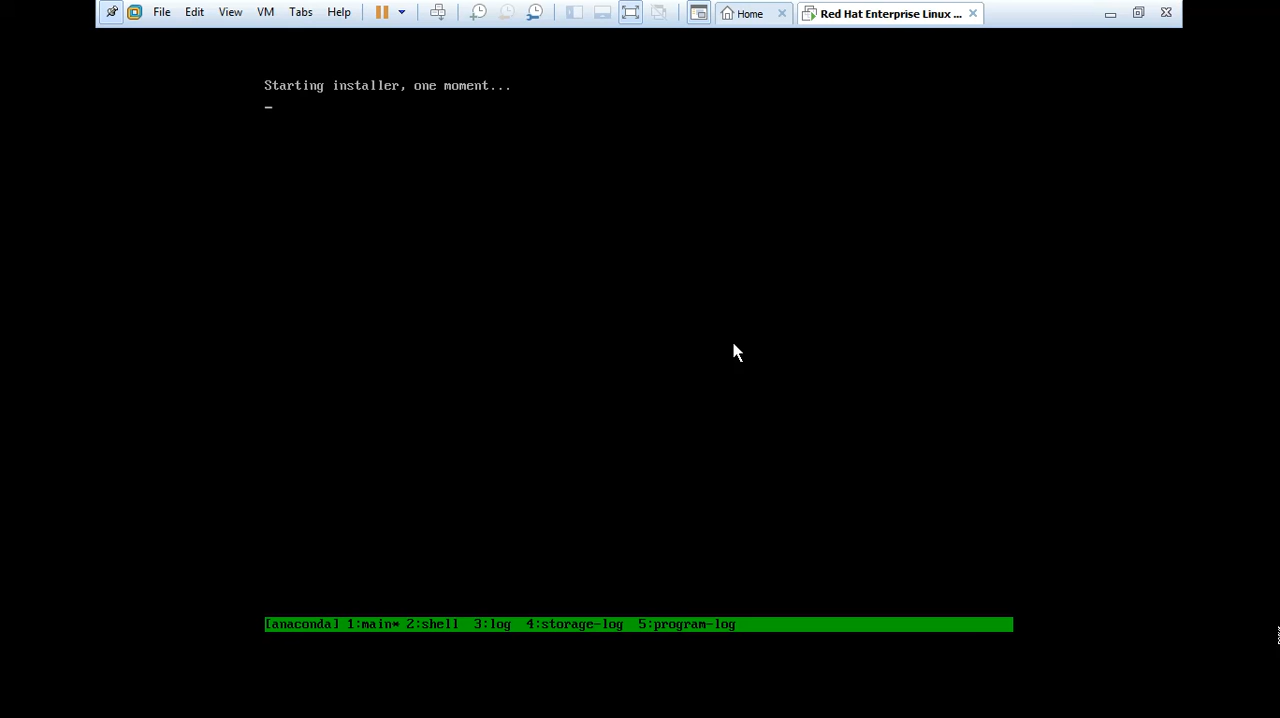 File Edit View VM Tabs Help Home Red Hat Enterprise Linux ...
Starting installer, one moment...
[anaconda] 1:main* 2:shell 3:log 4:storage-log 5:program-log